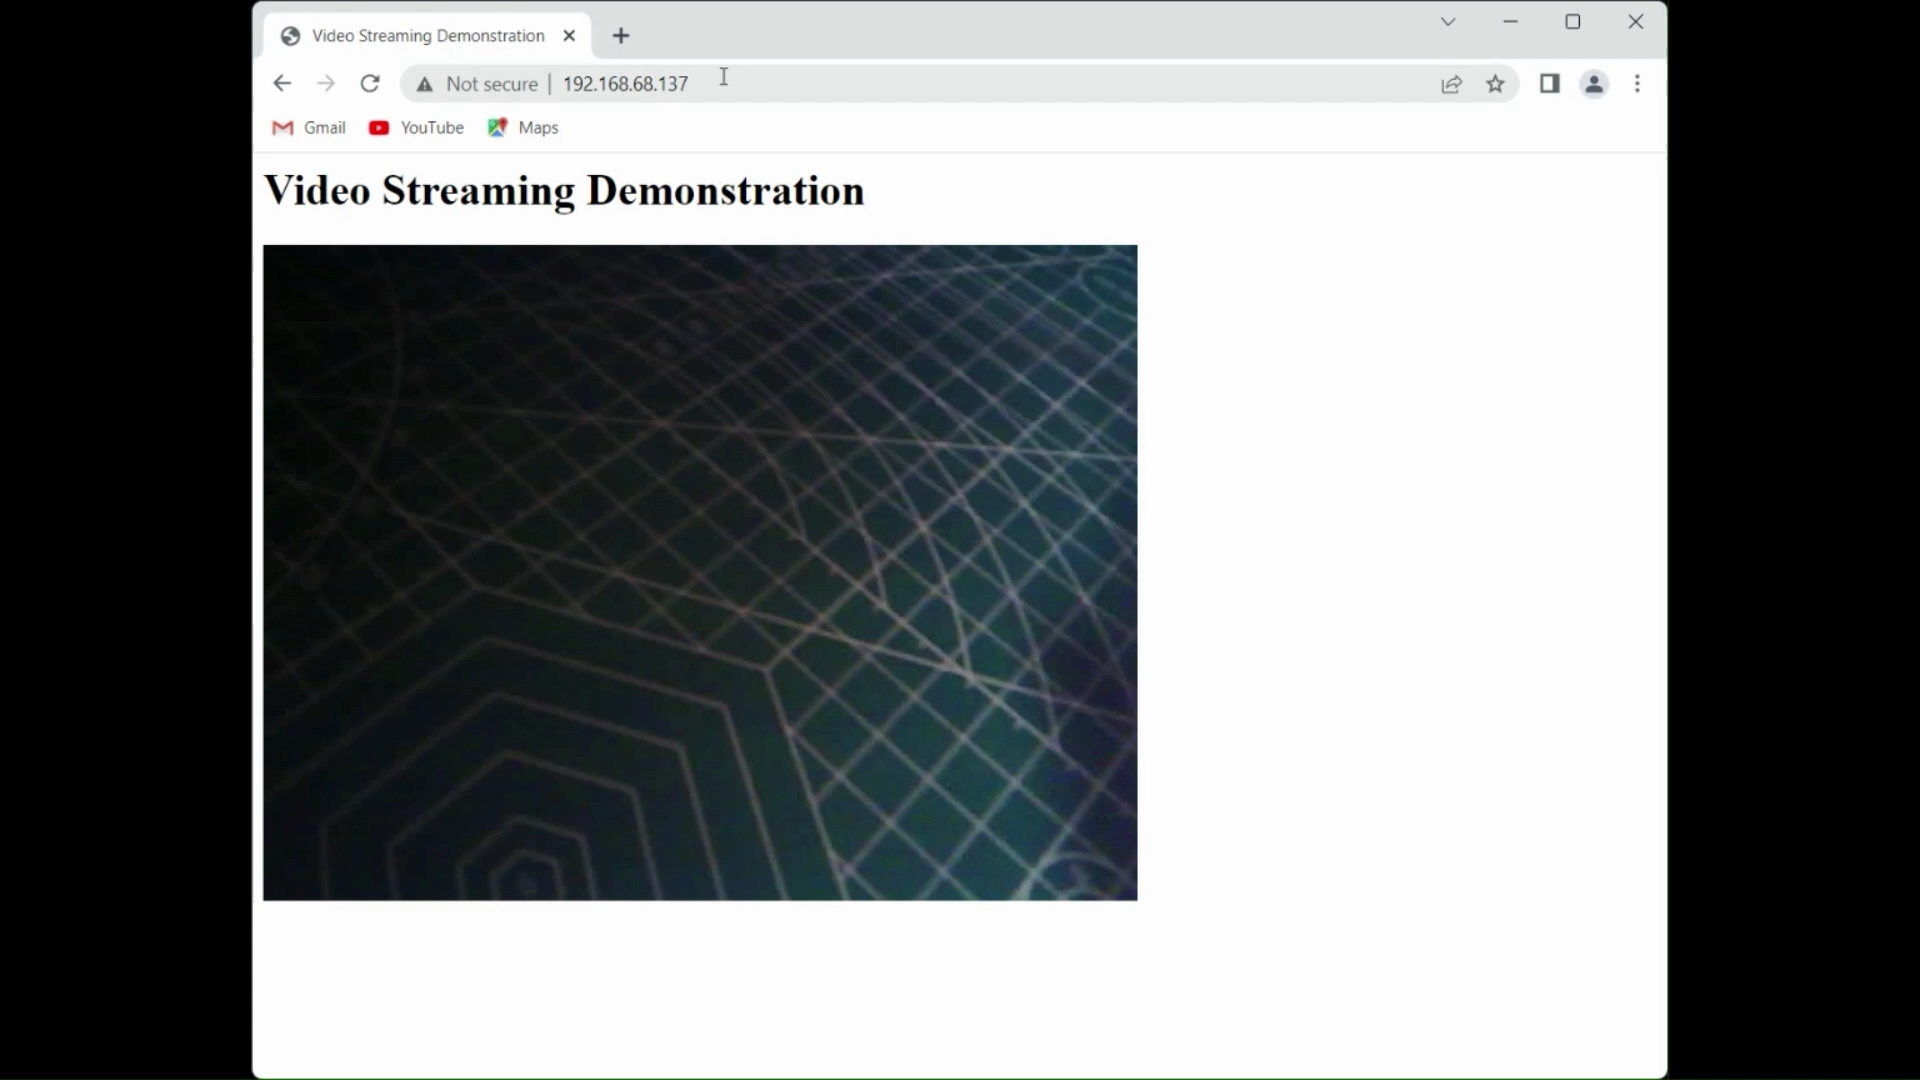 Video Streaming Demonstration
Not secure | 192.168.68.137
Gmail YouTube Maps
Video Streaming Demonstration